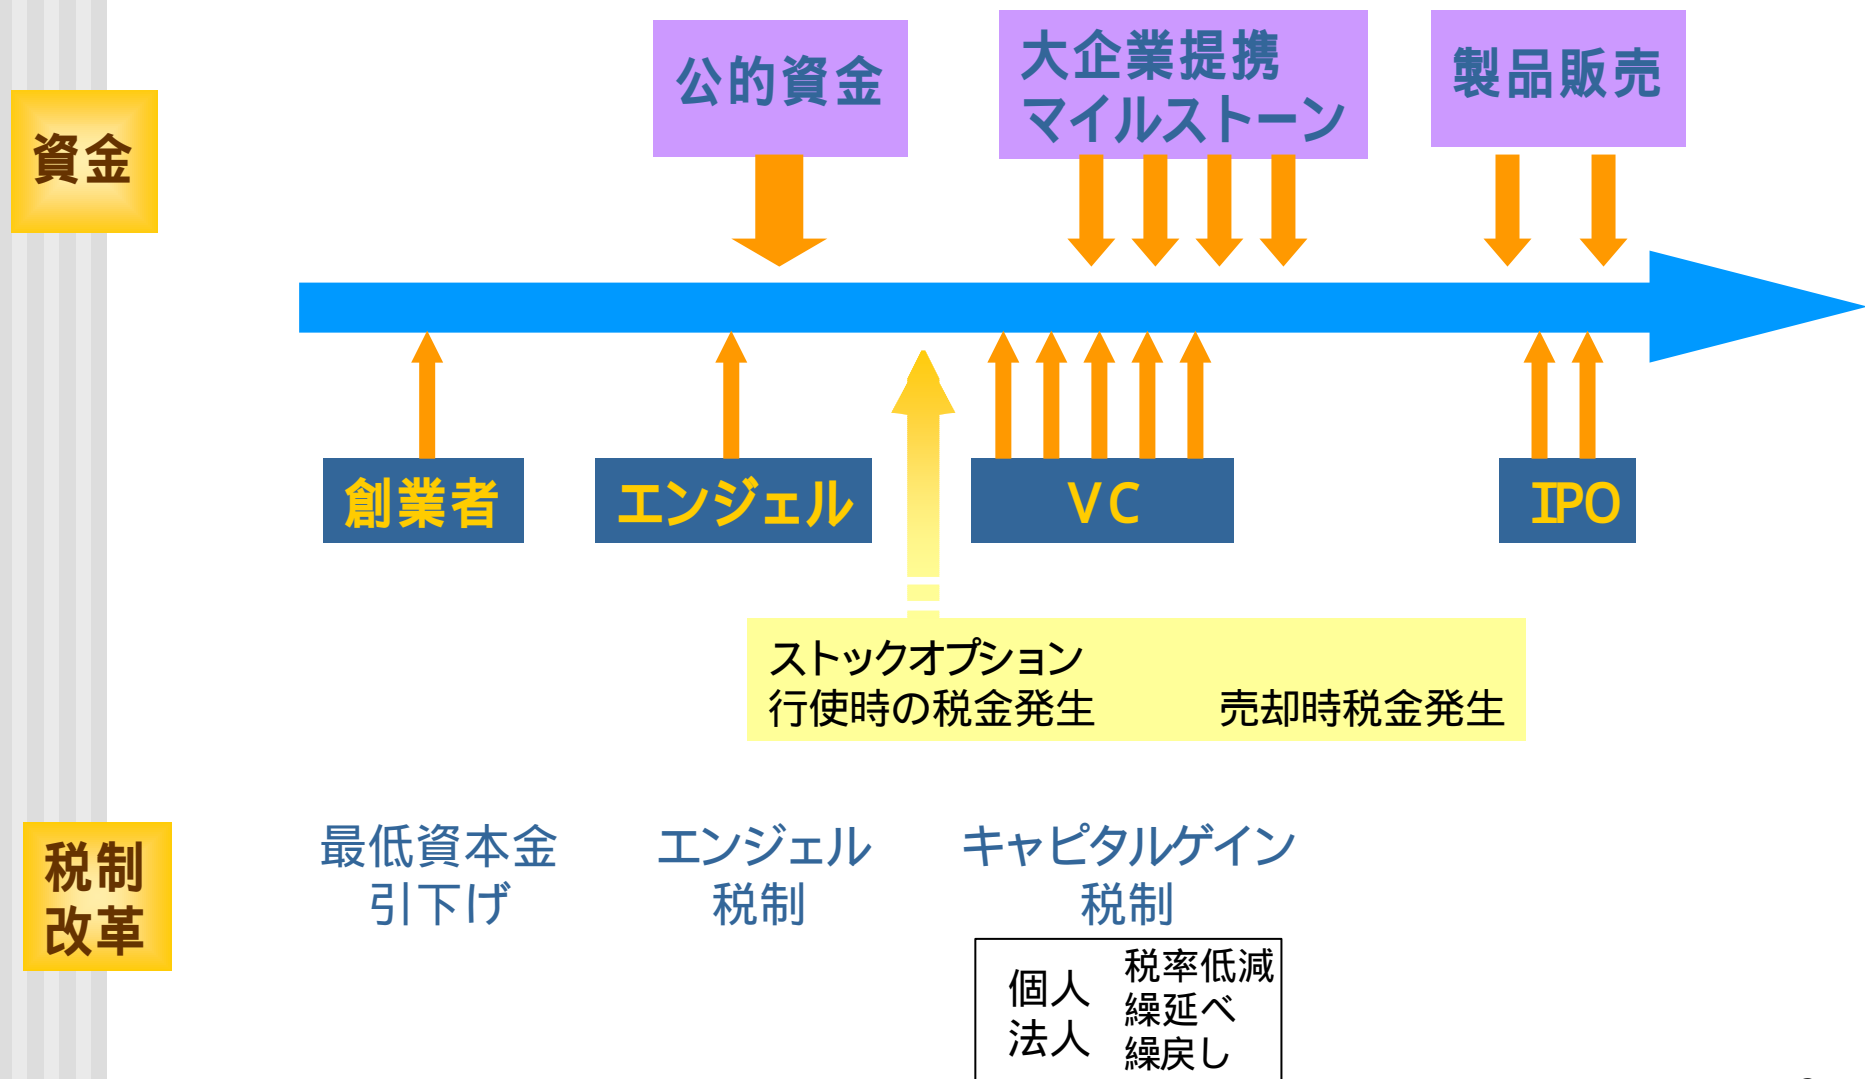 公的資金
大企業提携
マイルストーン
製品販売
資金
創業者
エンジェル
VC
IPO
ストックオプション
行使時の税金発生 売却時税金発生
税制
改革
最低資本金
引下げ
エンジェル
税制
キャピタルゲイン
税制
個人
法人
税率低減
繰延べ
繰戻し